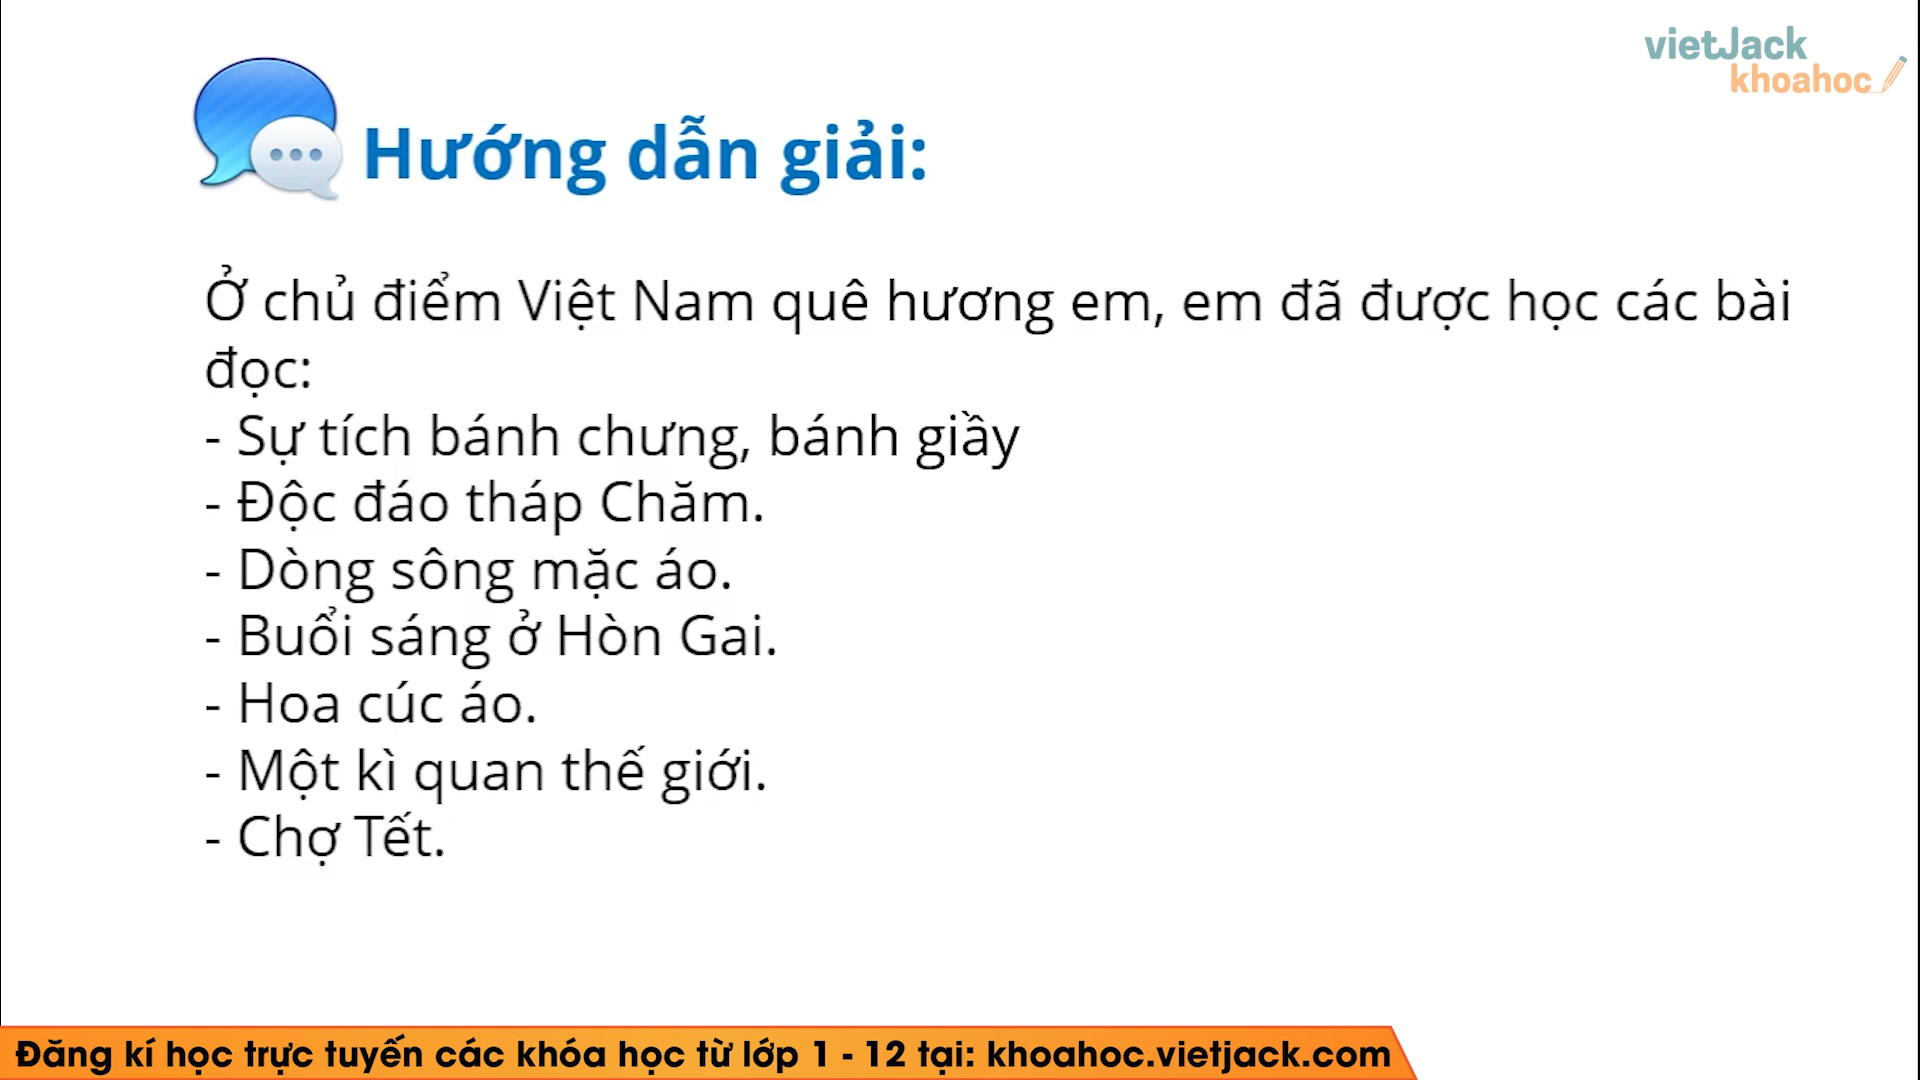 vietJack
khoahoc
Hướng dẫn giải:
Ở chủ điểm Việt Nam quê hương em, em đã được học các bài
đọc:
- Sự tích bánh chưng, bánh giầy
- Độc đáo tháp Chăm.
- Dòng sông mặc áo.
- Buổi sáng ở Hòn Gai.
- Hoa cúc áo.
- Một kì quan thế giới.
- Chợ Tết.
Đăng kí học trực tuyến các khóa học từ lớp 1 - 12 tại: khoahoc.vietjack.com